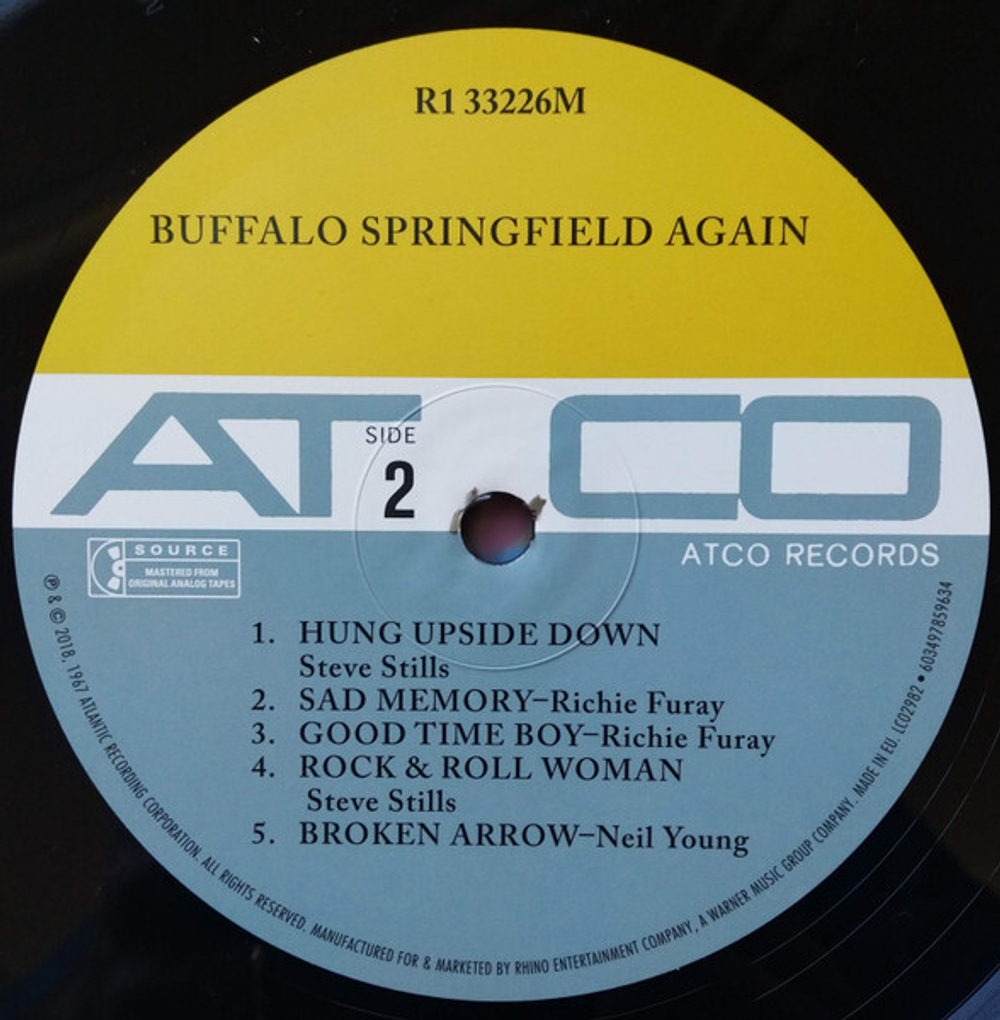 R1 33226M
BUFFALO SPRINGFIELD AGAIN
ATCO
SIDE
2
ATCO RECORDS
SOURCE
MASTERED FROM
ORIGINAL ANALOG TAPES
1. HUNG UPSIDE DOWN
Steve Stills
2. SAD MEMORY–Richie Furay
3. GOOD TIME BOY–Richie Furay
4. ROCK & ROLL WOMAN
Steve Stills
5. BROKEN ARROW–Neil Young
℗ & © 2018, 1967 ATLANTIC RECORDING CORPORATION. ALL RIGHTS RESERVED. MANUFACTURED FOR & MARKETED BY RHINO ENTERTAINMENT COMPANY, A WARNER MUSIC GROUP COMPANY. MADE IN EU. LC02982 • 603497859634